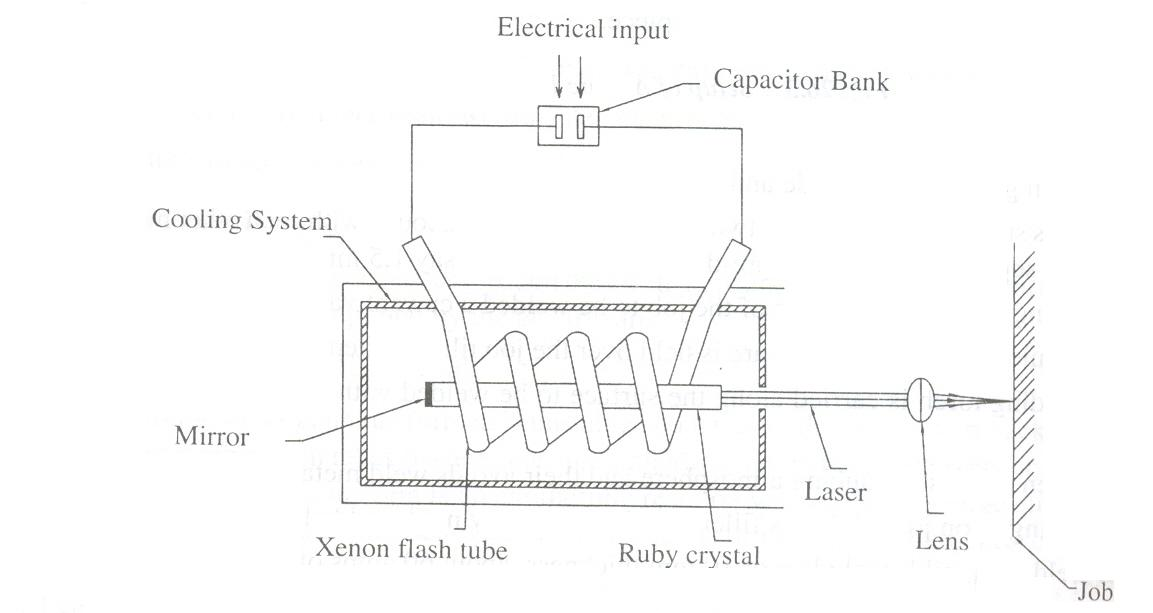 Electrical input
Capacitor Bank
Cooling System
Mirror
Laser
Lens
Xenon flash tube
Ruby crystal
Job